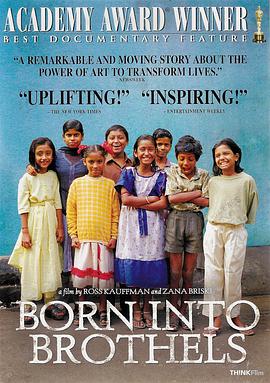 ACADEMY AWARD WINNER
BEST DOCUMENTARY FEATURE
“A REMARKABLE AND MOVING STORY ABOUT THE
POWER OF ART TO TRANSFORM LIVES.”
-NEWSWEEK
“UPLIFTING!” “INSPIRING!”
-THE NEW YORK TIMES -ENTERTAINMENT WEEKLY
a film by ROSS KAUFFMAN and ZANA BRISKI
BORN INTO
BROTHELS
THINKFilm